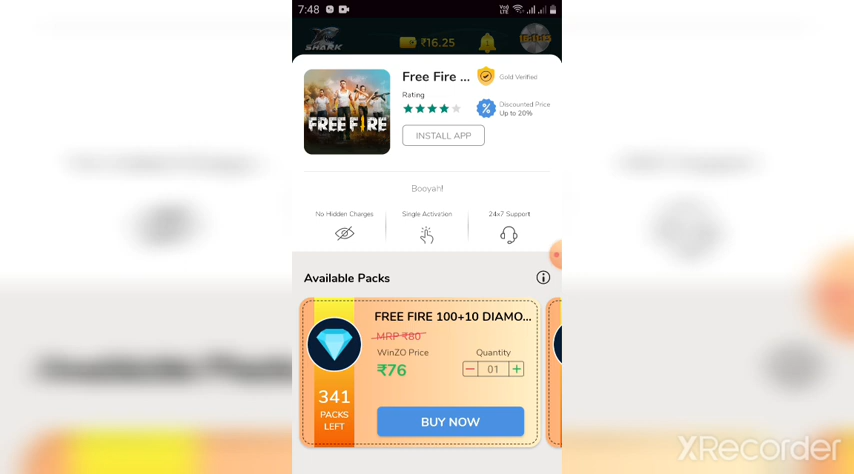 7:48
Vo) LTE
SHARK
₹16.25
Free Fire ...
Gold Verified
Rating
Discounted Price
Up to 20%
FREE FIRE
INSTALL APP
Booyah!
No Hidden Charges
Single Activation
24x7 Support
Available Packs
FREE FIRE 100+10 DIAMO...
MRP ₹80
WinZO Price
Quantity
₹76
01
341
PACKS
LEFT
BUY NOW
XRecorder